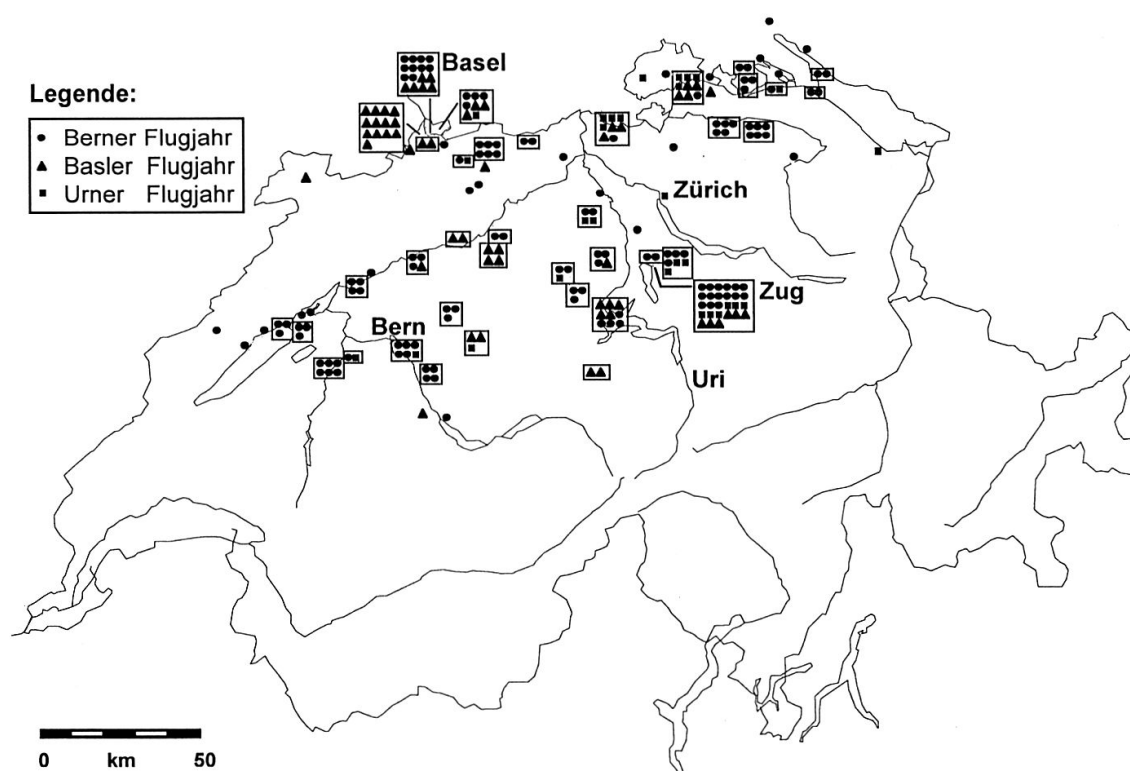 Basel
Legende:
Berner Flugjahr
Basler Flugjahr
Urner Flugjahr
Zürich
Zug
Bern
Uri
0 km 50